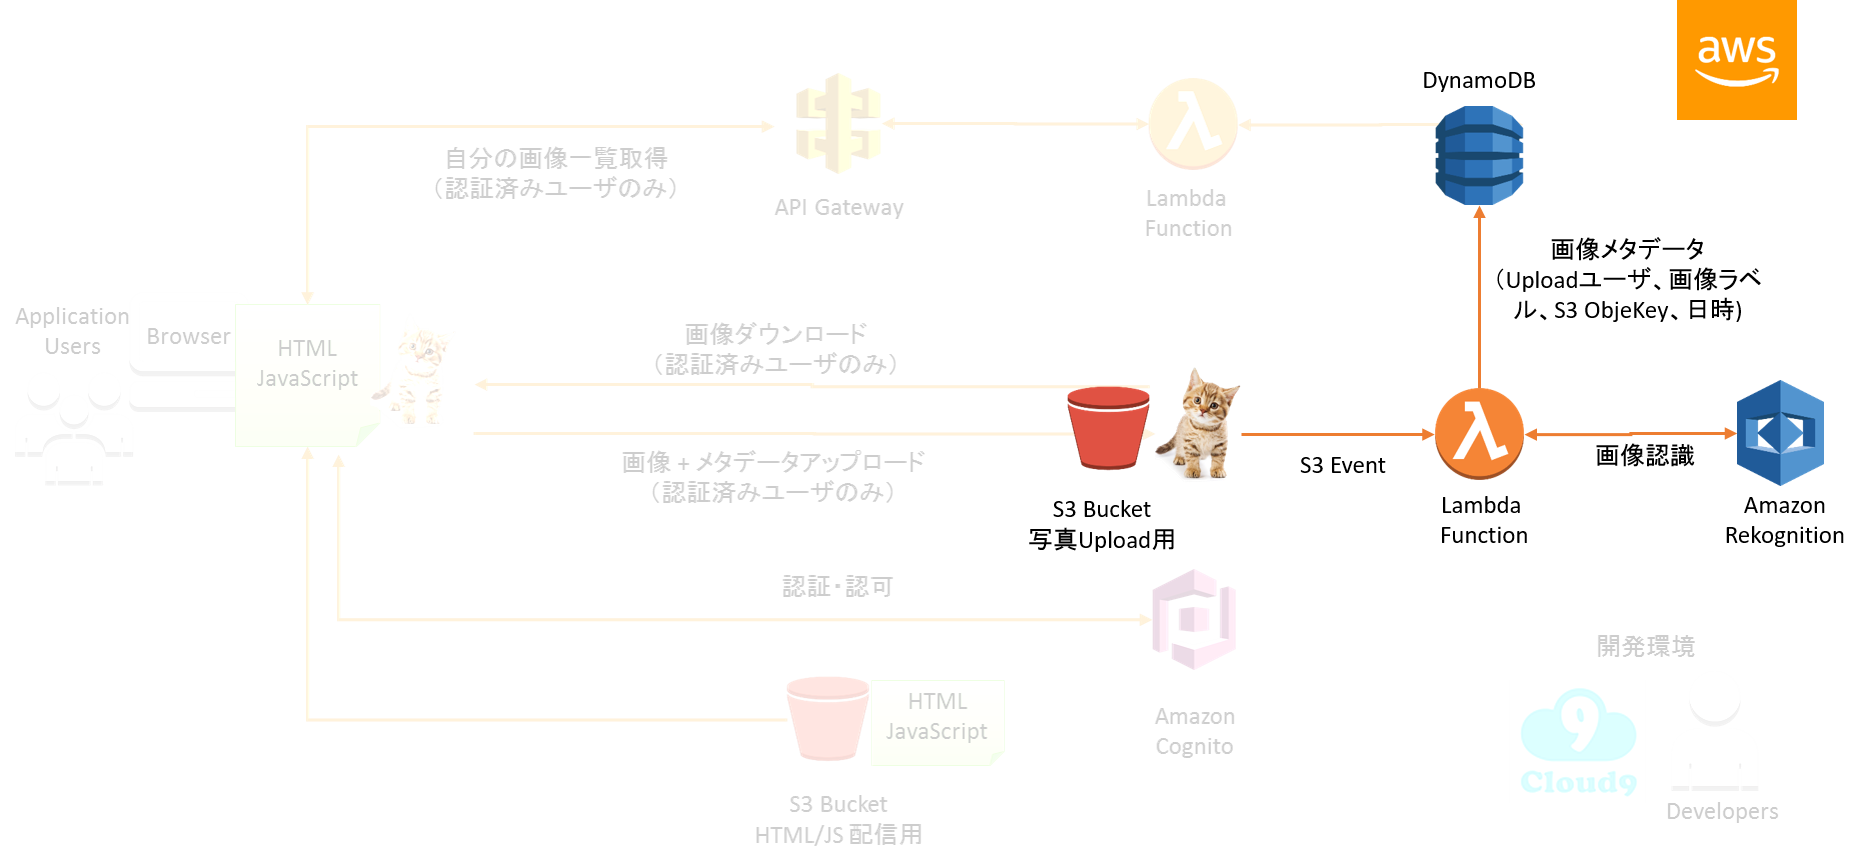 aws
DynamoDB
自分の画像一覧取得
（認証済みユーザのみ）
API Gateway
Lambda
Function
画像メタデータ
（Uploadユーザ、画像ラベ
ル、S3 ObjeKey、日時)
Application
Users
Browser
HTML
JavaScript
画像ダウンロード
（認証済みユーザのみ）
画像 + メタデータアップロード
（認証済みユーザのみ）
S3 Bucket
写真Upload用
S3 Event
Lambda
Function
画像認識
Amazon
Rekognition
認証・認可
Amazon
Cognito
HTML
JavaScript
S3 Bucket
HTML/JS 配信用
開発環境
9
Cloud9
Developers